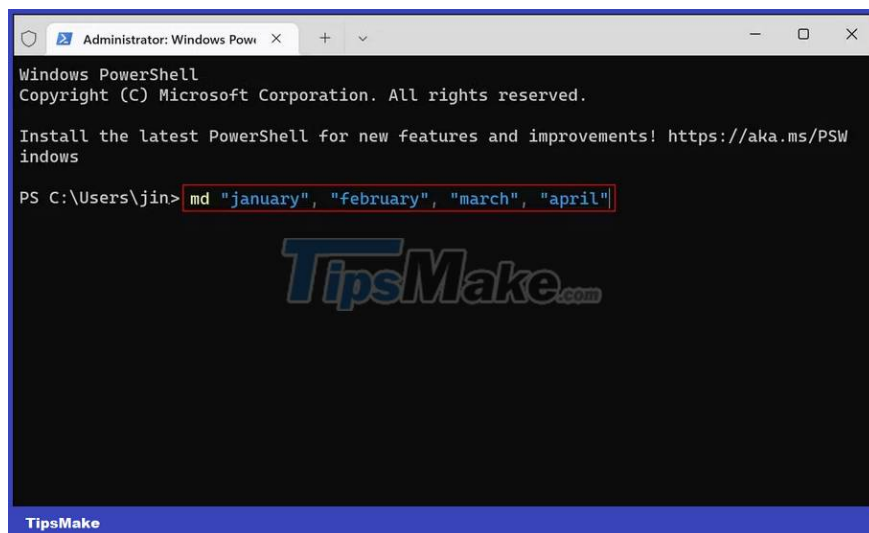 Administrator: Windows Powe
Windows PowerShell
Copyright (C) Microsoft Corporation. All rights reserved.
Install the latest PowerShell for new features and improvements! https://aka.ms/PSW
indows
PS C:\Users\jin> md "january", "february", "march", "april"
TipsMake.com
TipsMake